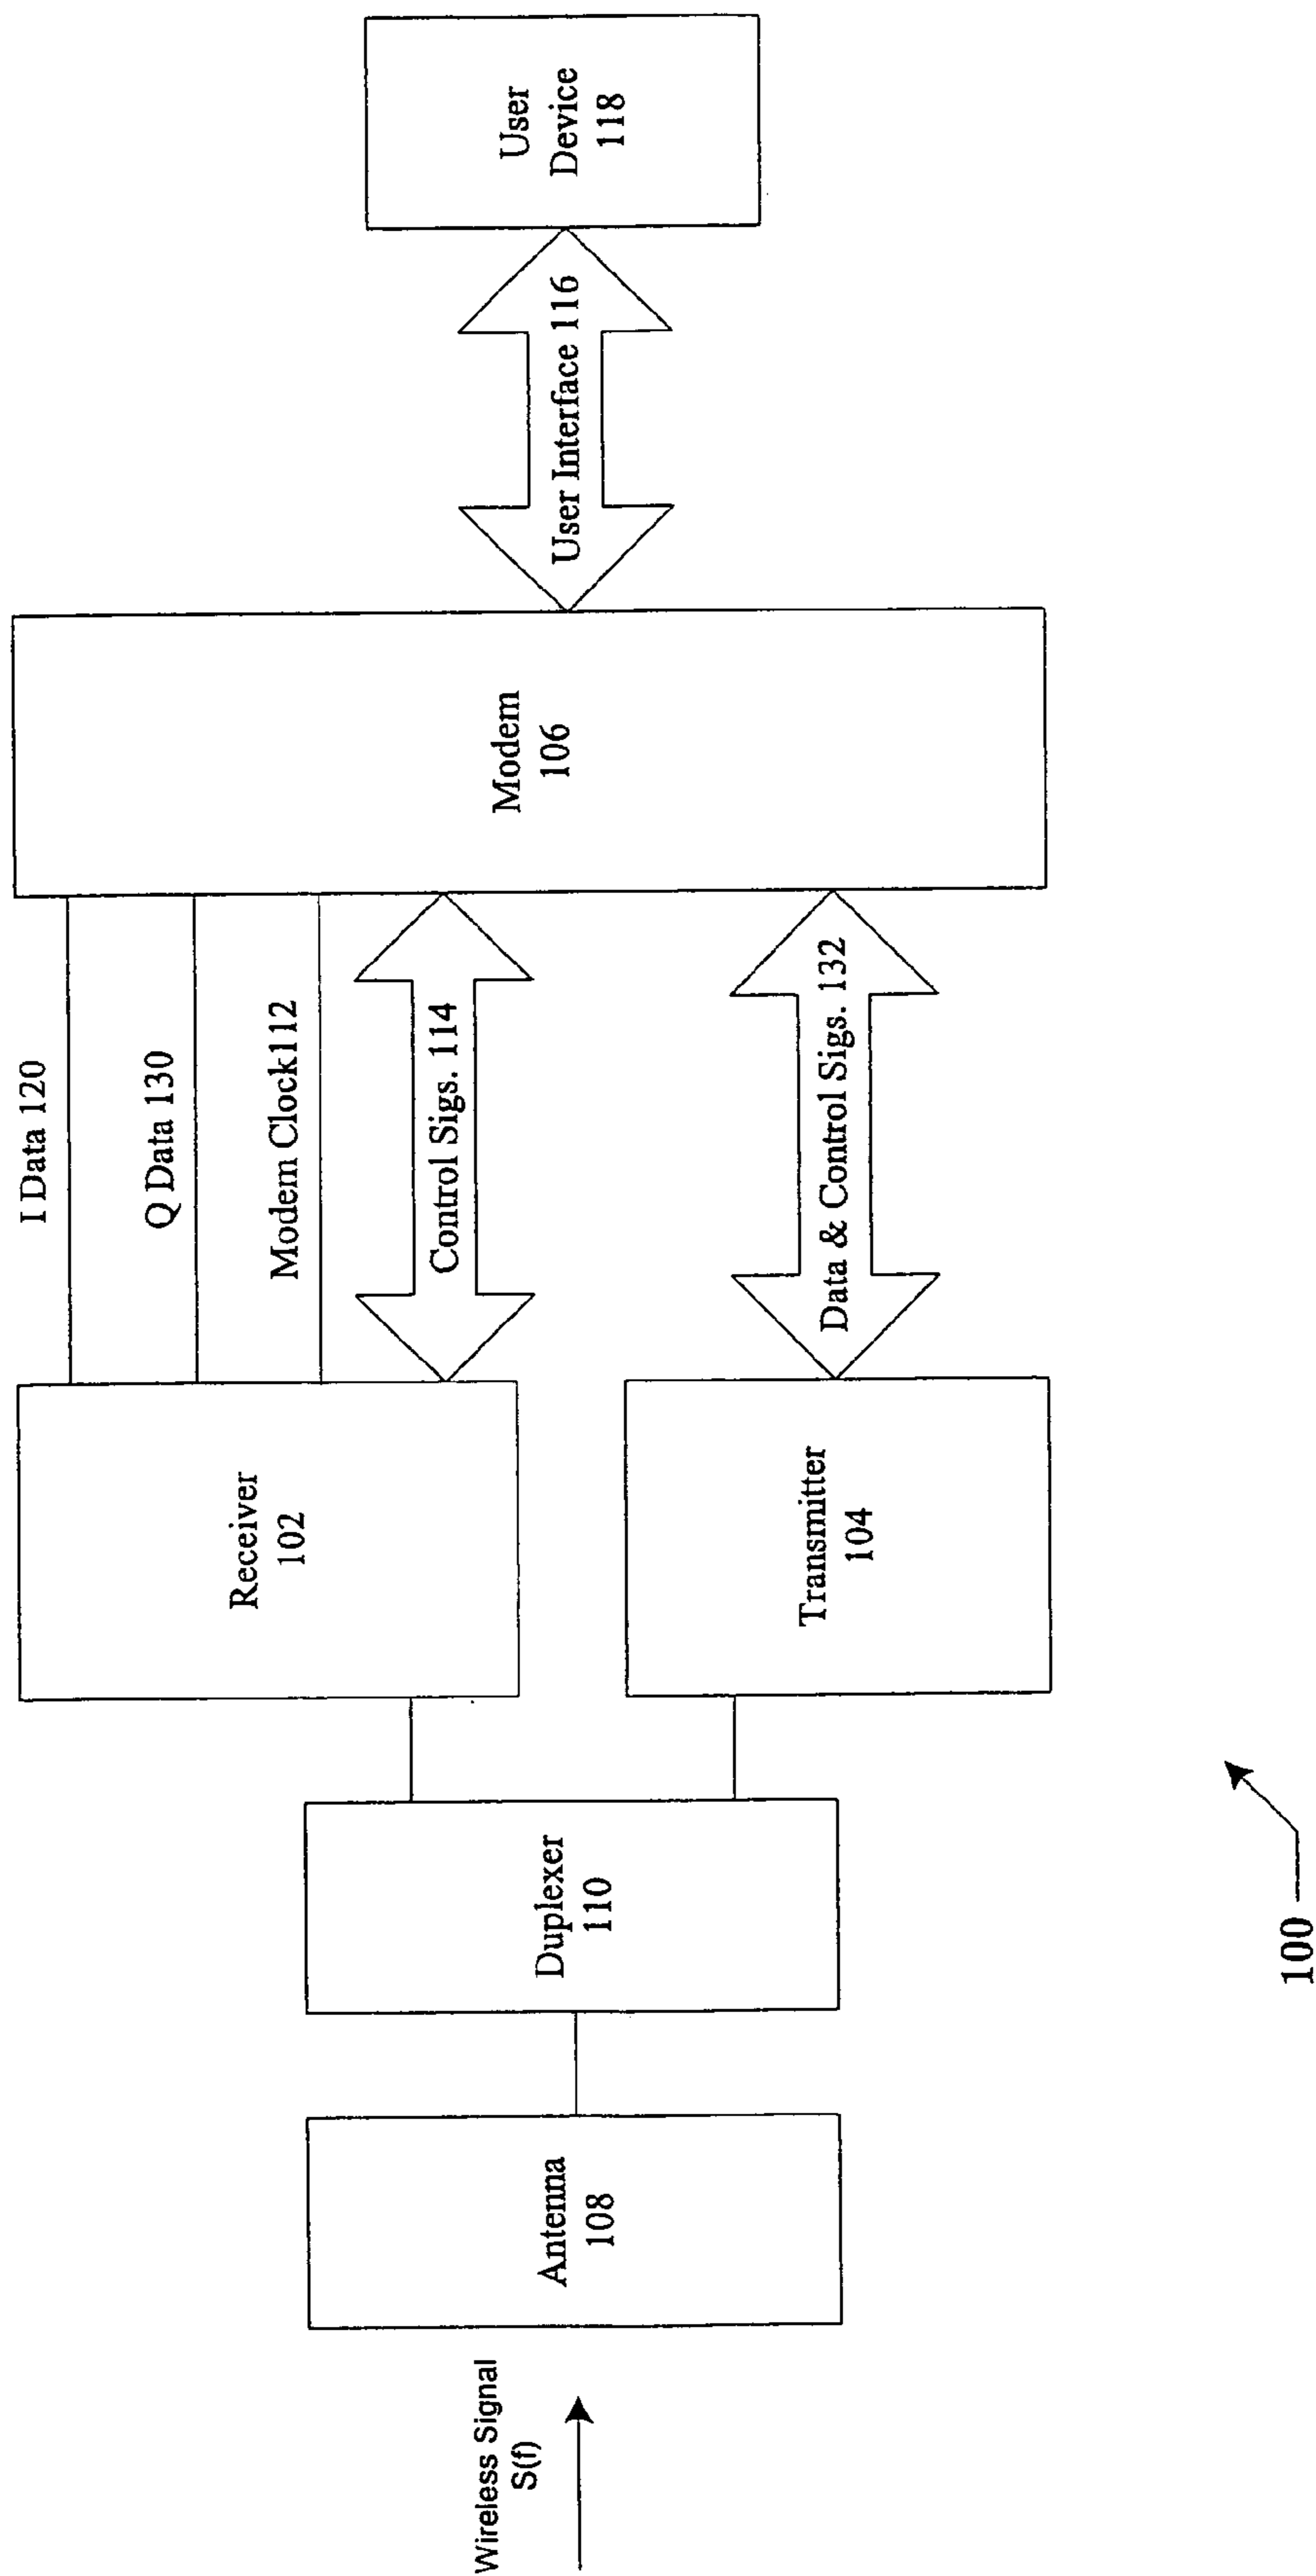 Wireless Signal
S(f)
Antenna
108
Duplexer
110
Receiver
102
Transmitter
104
I Data 120
Q Data 130
Modem Clock112
Control Sigs. 114
Data & Control Sigs. 132
Modem
106
User Interface 116
User
Device
118
100